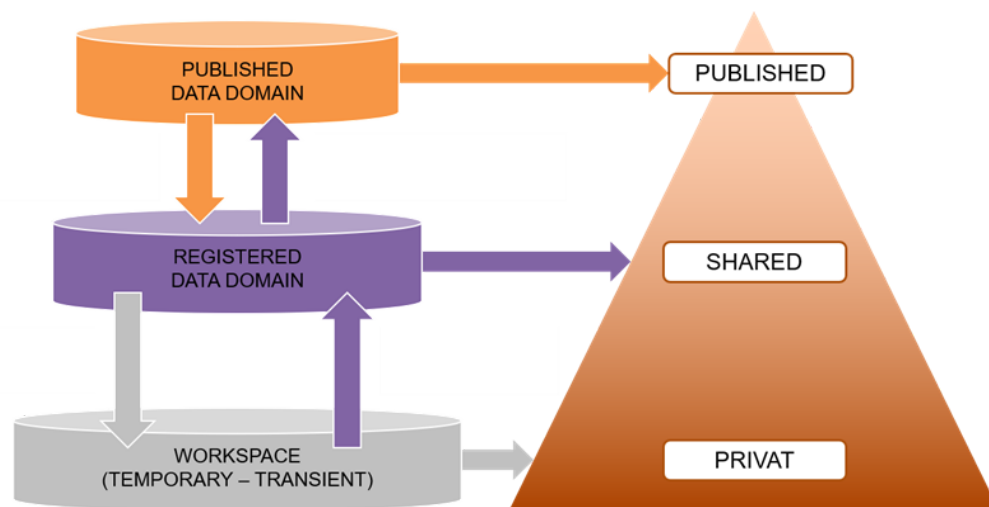 PUBLISHED
DATA DOMAIN
PUBLISHED
REGISTERED
DATA DOMAIN
SHARED
WORKSPACE
(TEMPORARY – TRANSIENT)
PRIVAT